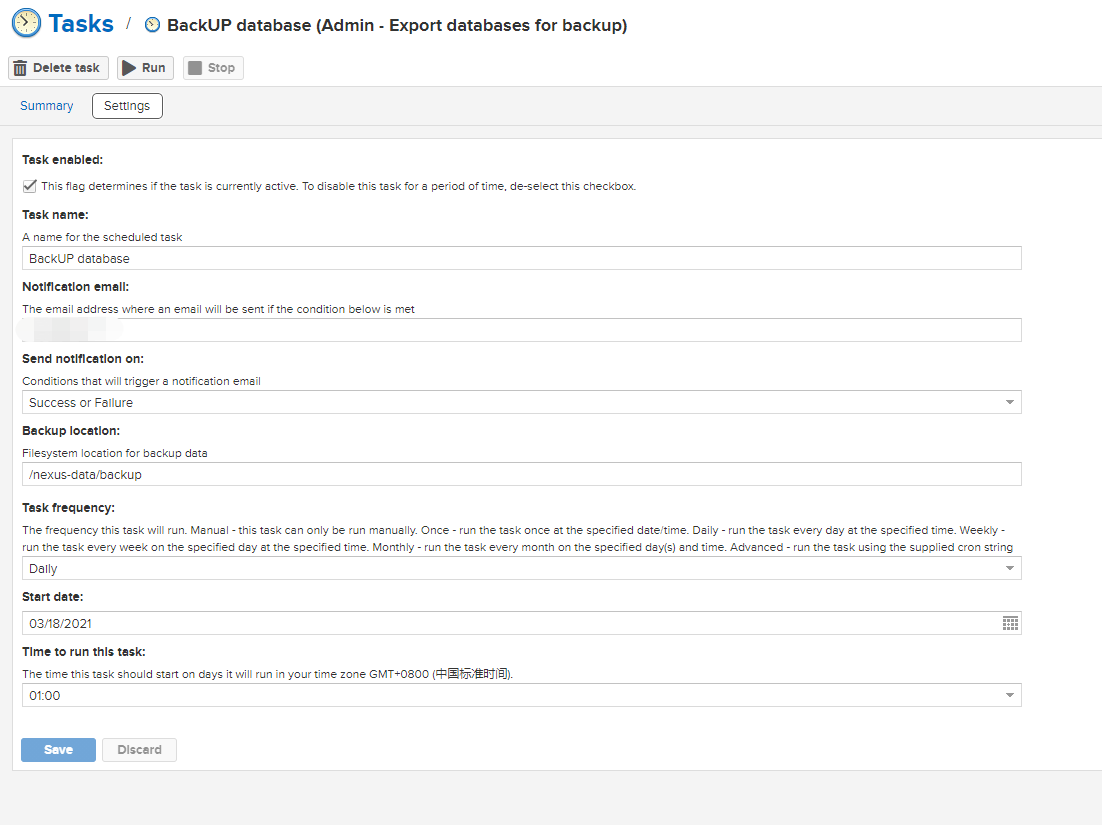 Tasks / BackUP database (Admin - Export databases for backup)
Delete task Run Stop
Summary Settings
Task enabled:
This flag determines if the task is currently active. To disable this task for a period of time, de-select this checkbox.
Task name:
A name for the scheduled task
BackUP database
Notification email:
The email address where an email will be sent if the condition below is met
Send notification on:
Conditions that will trigger a notification email
Success or Failure
Backup location:
Filesystem location for backup data
/nexus-data/backup
Task frequency:
The frequency this task will run. Manual - this task can only be run manually. Once - run the task once at the specified date/time. Daily - run the task every day at the specified time. Weekly -
run the task every week on the specified day at the specified time. Monthly - run the task every month on the specified day(s) and time. Advanced - run the task using the supplied cron string
Daily
Start date:
03/18/2021
Time to run this task:
The time this task should start on days it will run in your time zone GMT+0800 (中国标准时间).
01:00
Save Discard